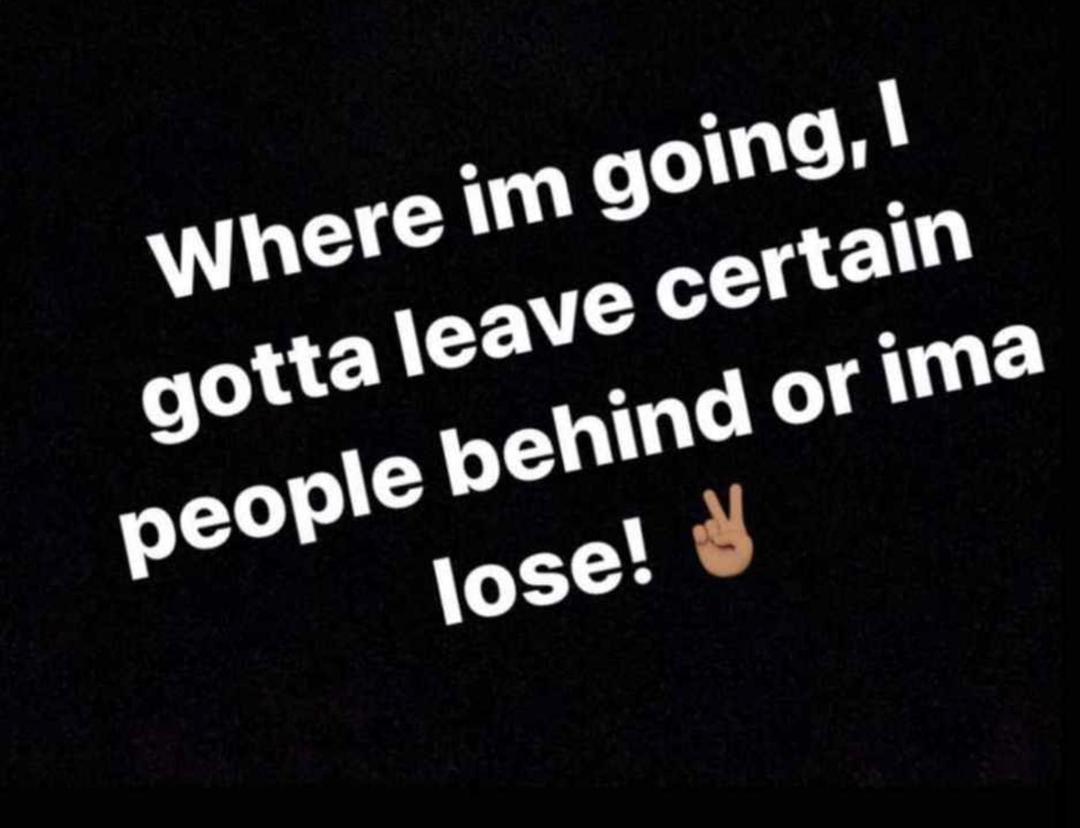 Where im going, I
gotta leave certain
people behind or ima
lose! ✌🏽